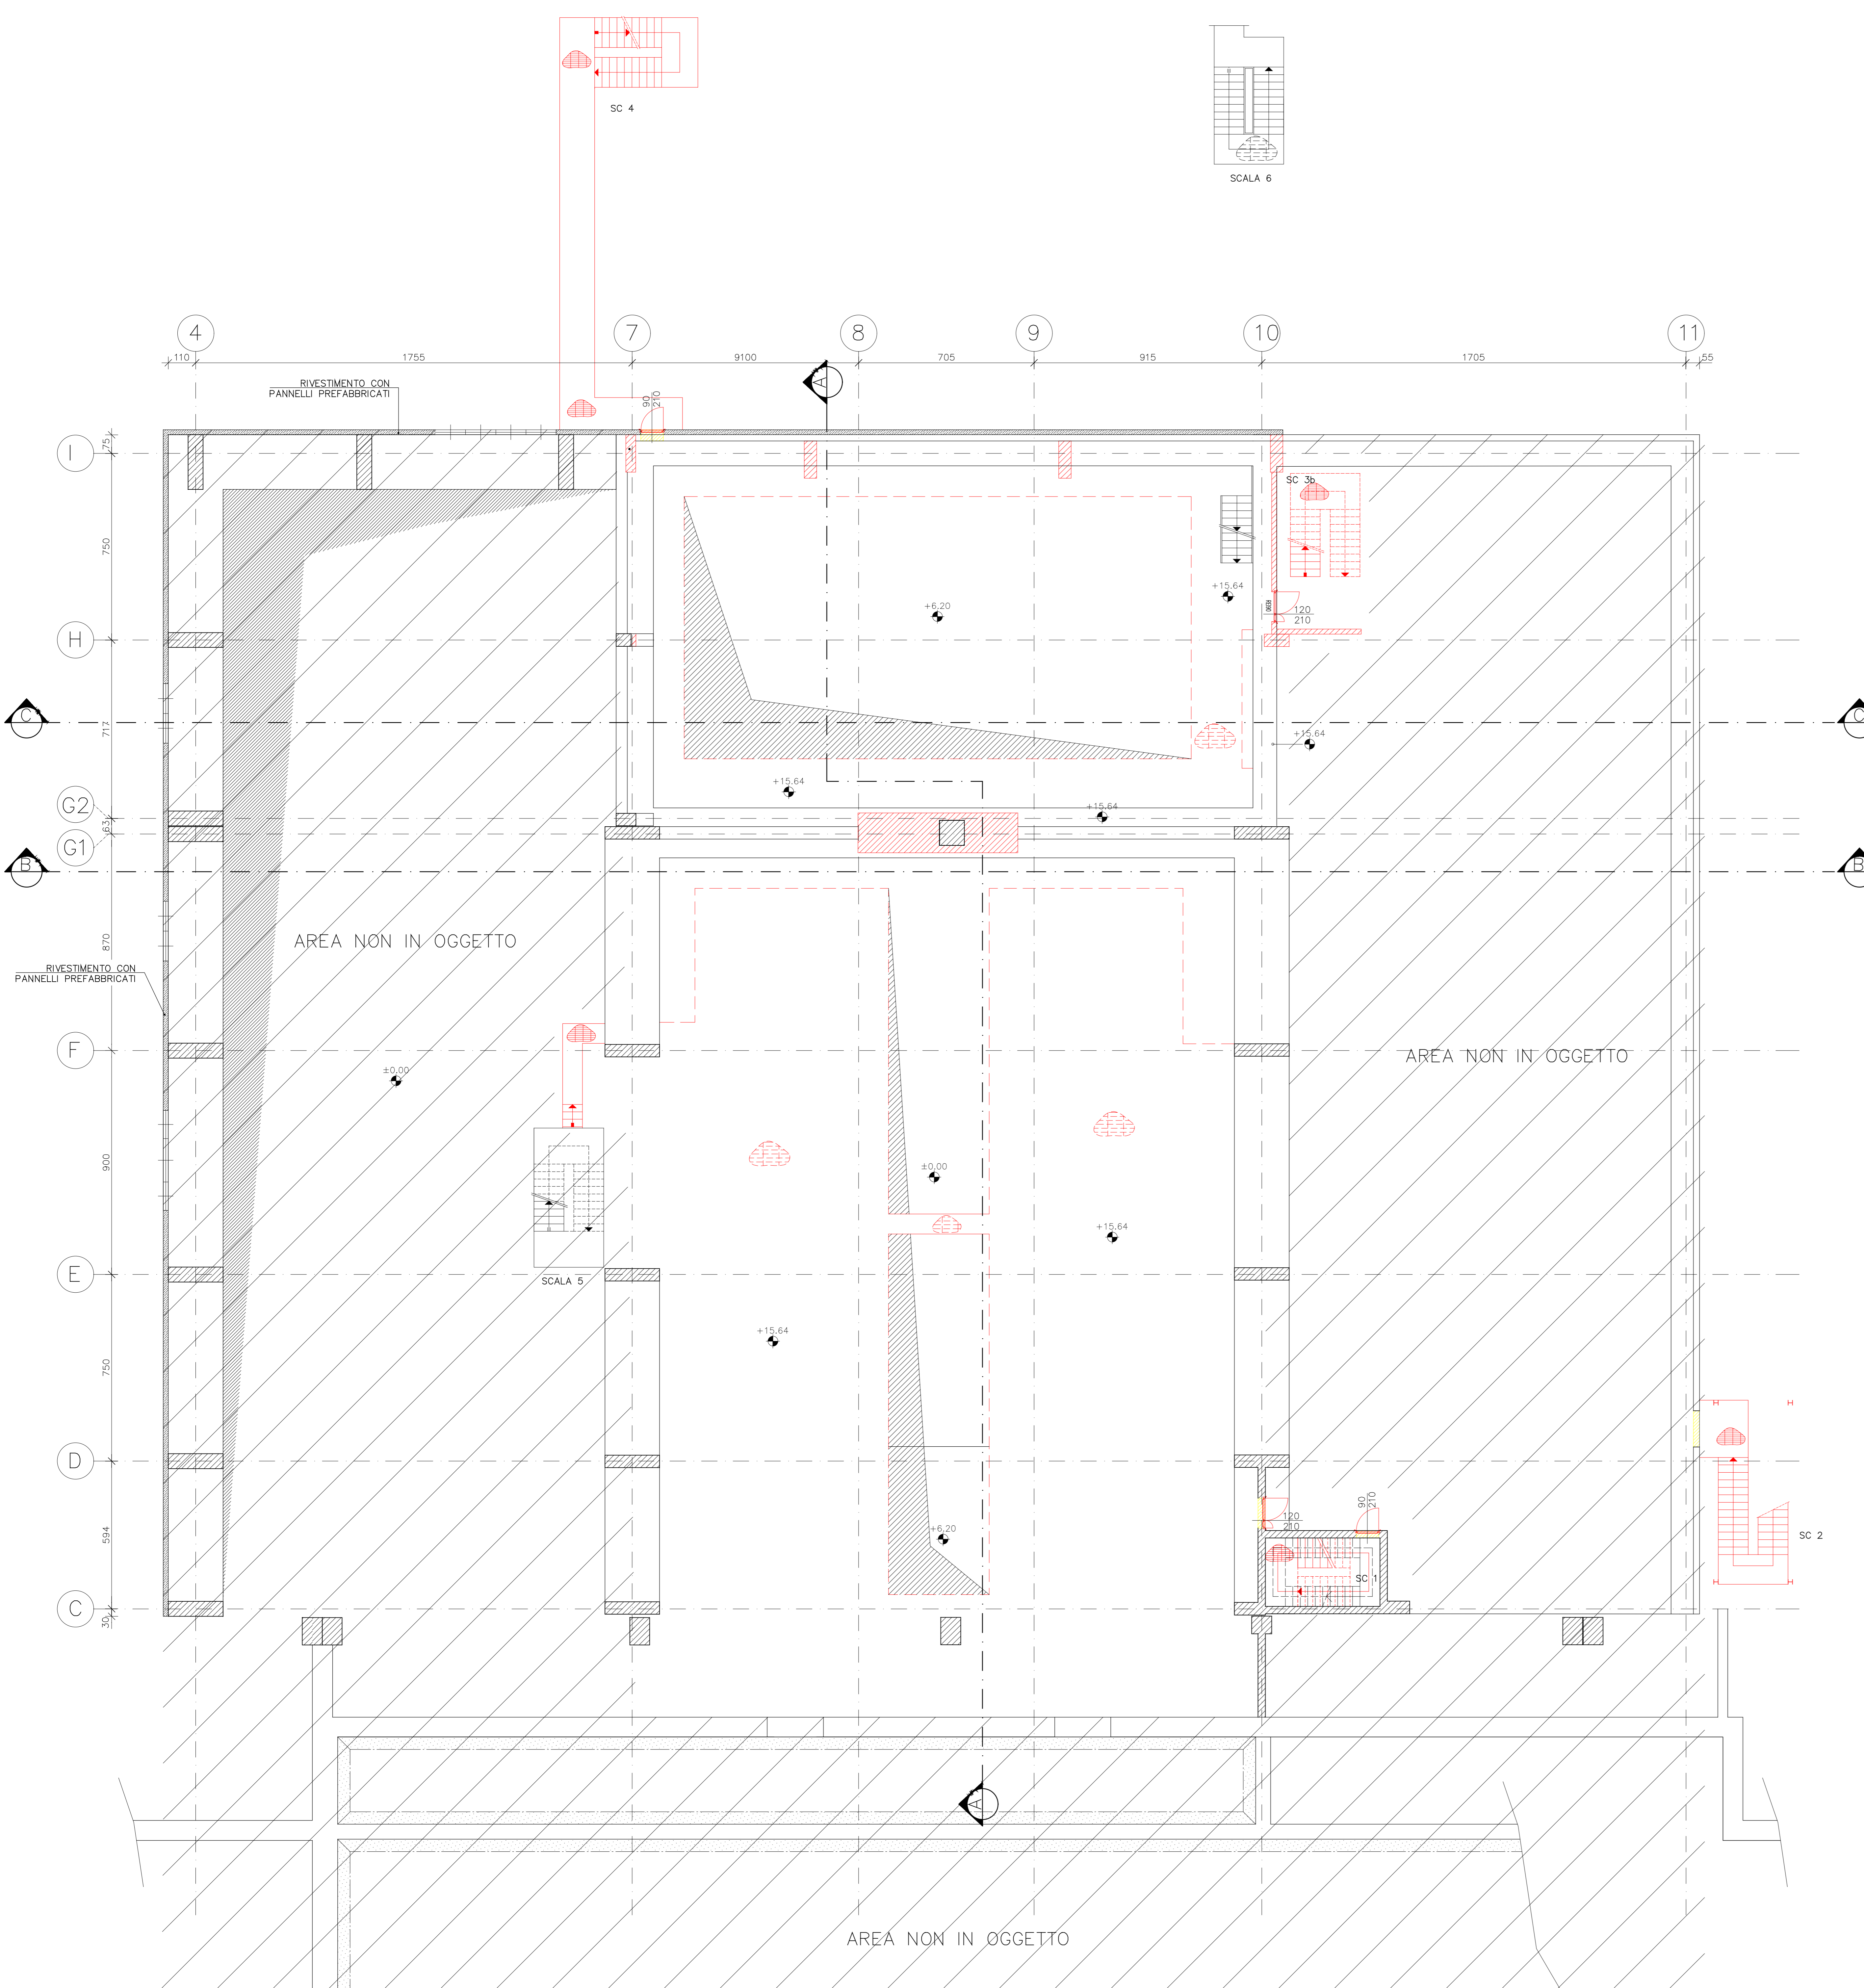 SC 4
SCALA 6
4
7
8
9
10
11
110
1755
9100
705
915
1705
55
A
RIVESTIMENTO CON
PANNELLI PREFABBRICATI
90
210
75
I
SC 3b
750
+15.64
+6.20
REI90
120
210
H
C
717
C
+15.64
+15.64
G2
+15.64
63
G1
B
B
870
AREA NON IN OGGETTO
RIVESTIMENTO CON
PANNELLI PREFABBRICATI
F
AREA NON IN OGGETTO
±0.00
900
±0.00
+15.64
E
SCALA 5
+15.64
750
D
90
210
120
210
594
+6.20
SC 2
SC 1
C
30
A
AREA NON IN OGGETTO